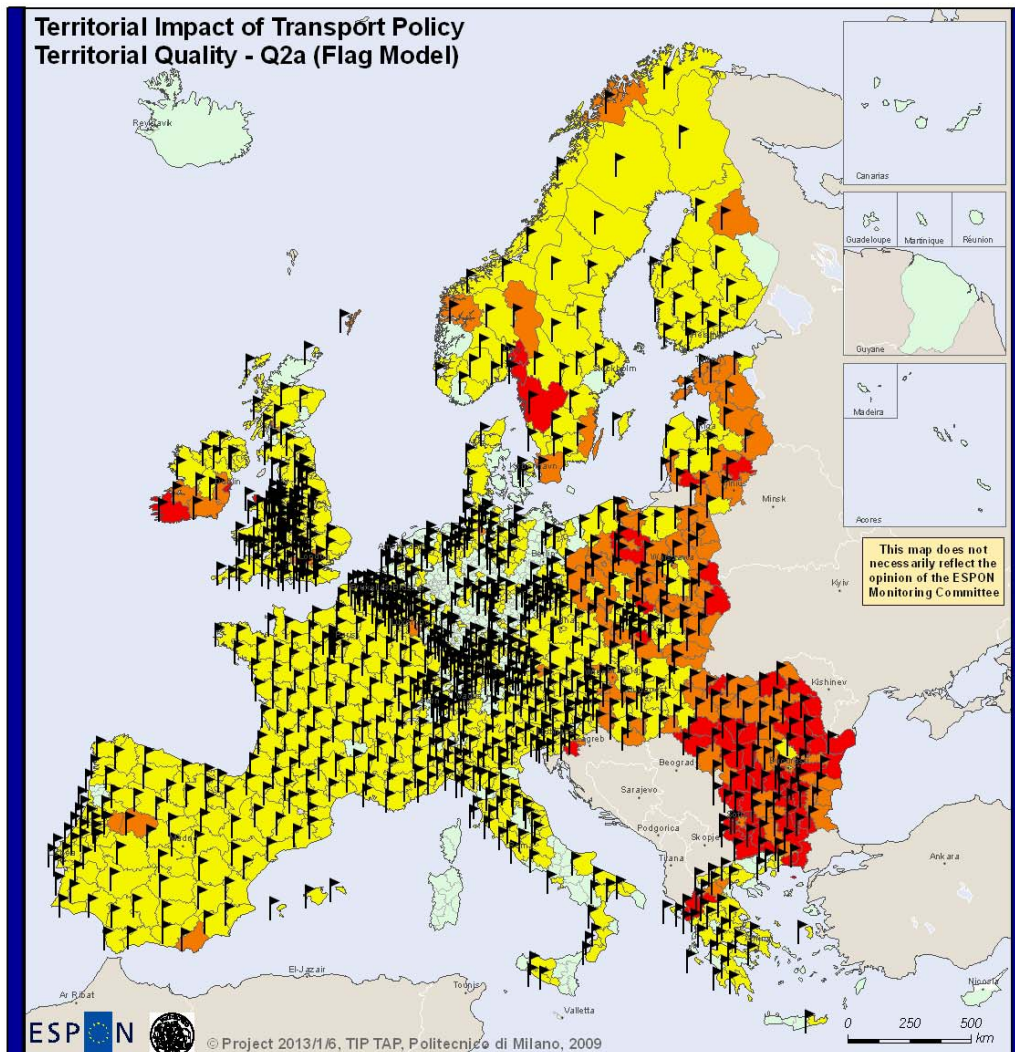 Territorial Impact of Transport Policy
Territorial Quality - Q2a (Flag Model)
Reykjavik
Canarias
Guadeloupe
Martinique
Réunion
Guyane
Madeira
Acores
This map does not
necessarily reflect the
opinion of the ESPON
Monitoring Committee
Minsk
Kyiv
Kishinev
Beograd
Sarajevo
Podgorica
Skopje
Tirana
Ankara
El-Jazair
Tounis
Ar Ribat
Valletta
Nicosia
ESPON
© Project 2013/1/6, TIP TAP, Politecnico di Milano, 2009
0 250 500
km